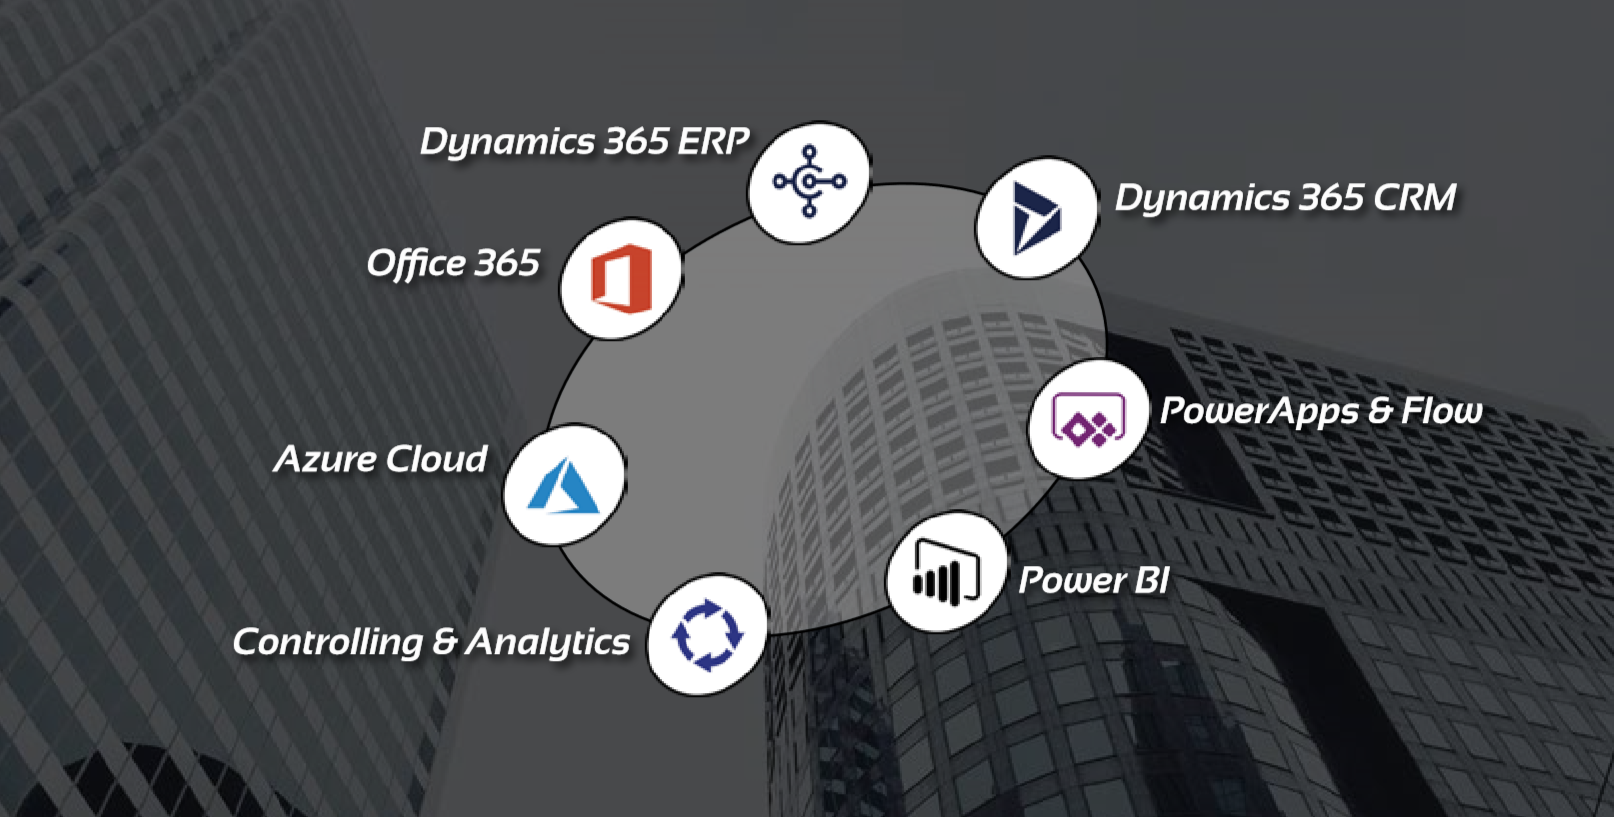 Dynamics 365 ERP
Dynamics 365 CRM
Office 365
PowerApps & Flow
Azure Cloud
Power BI
Controlling & Analytics